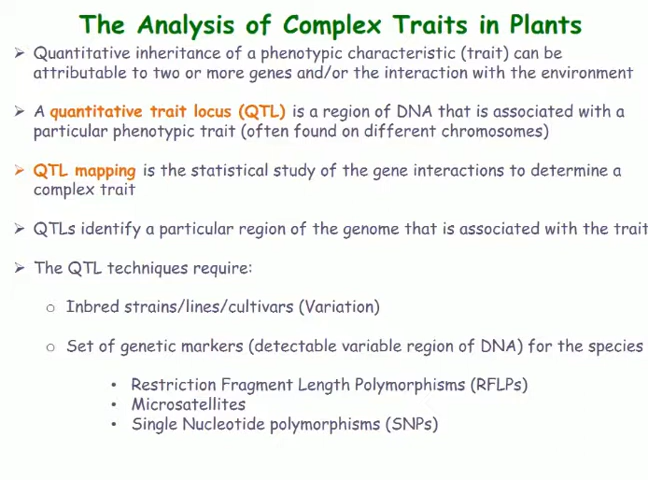 The Analysis of Complex Traits in Plants
➢ Quantitative inheritance of a phenotypic characteristic (trait) can be
attributable to two or more genes and/or the interaction with the environment
➢ A quantitative trait locus (QTL) is a region of DNA that is associated with a
particular phenotypic trait (often found on different chromosomes)
➢ QTL mapping is the statistical study of the gene interactions to determine a
complex trait
➢ QTLs identify a particular region of the genome that is associated with the trait
➢ The QTL techniques require:
o Inbred strains/lines/cultivars (Variation)
o Set of genetic markers (detectable variable region of DNA) for the species
• Restriction Fragment Length Polymorphisms (RFLPs)
• Microsatellites
• Single Nucleotide polymorphisms (SNPs)